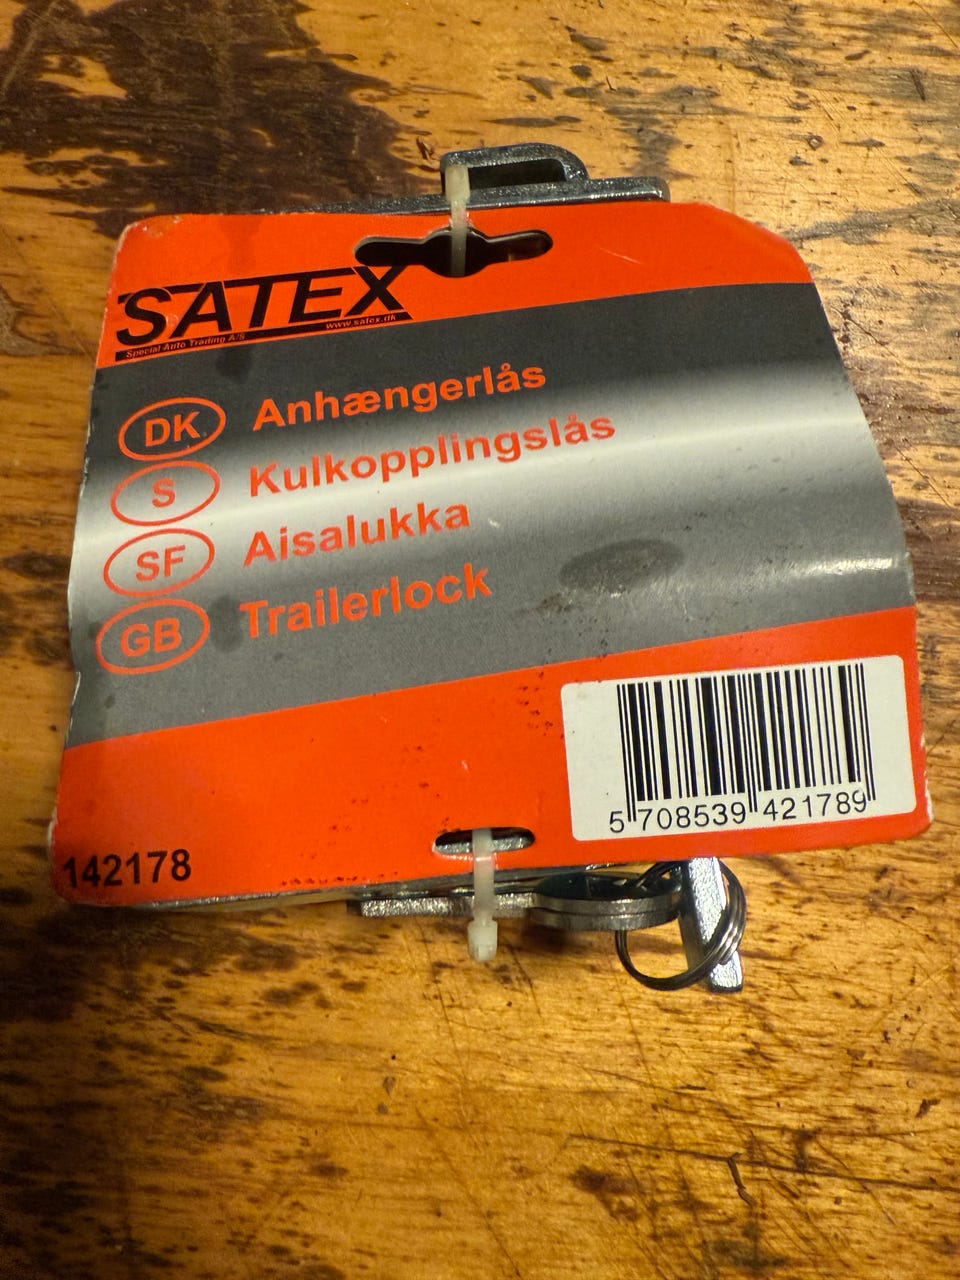 SATEX
www.satex.dk
Special Auto Trading A/S
DK Anhængerlås
S Kulkopplingslås
SF Aisalukka
GB Trailerlock
5 708539 421789
142178